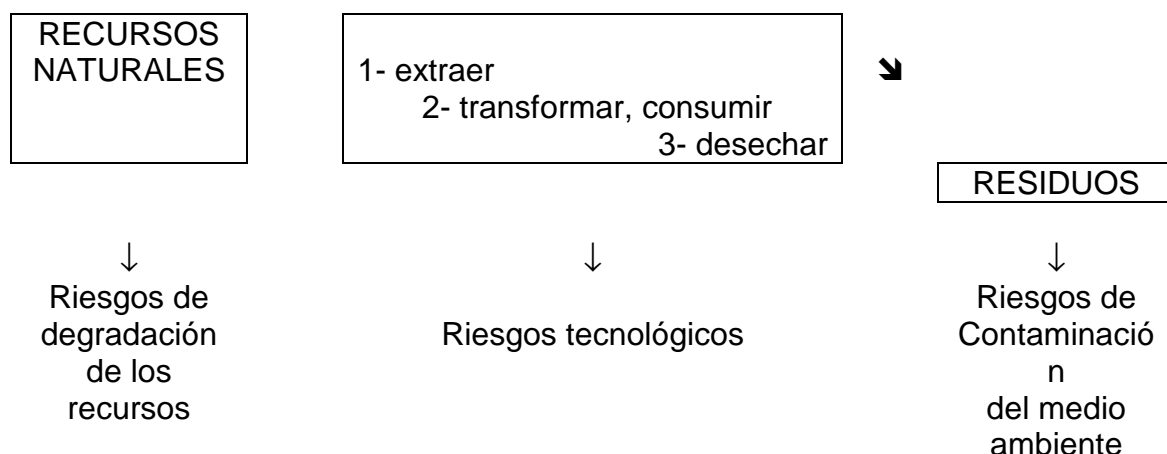 RECURSOS
NATURALES
1- extraer
2- transformar, consumir
3- desechar
RESIDUOS
Riesgos de
degradación
de los
recursos
Riesgos tecnológicos
Riesgos de
Contaminació
n
del medio
ambiente